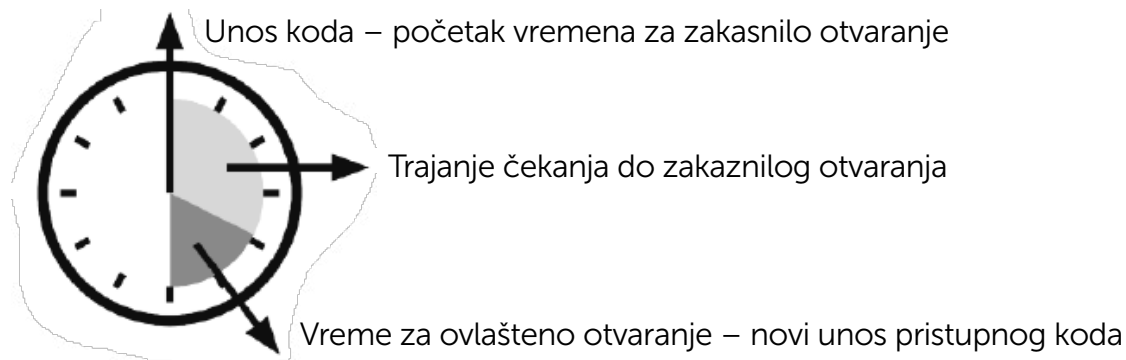 Unos koda – početak vremena za zakasnilo otvaranje
Trajanje čekanja do zakaznilog otvaranja
Vreme za ovlašteno otvaranje – novi unos pristupnog koda